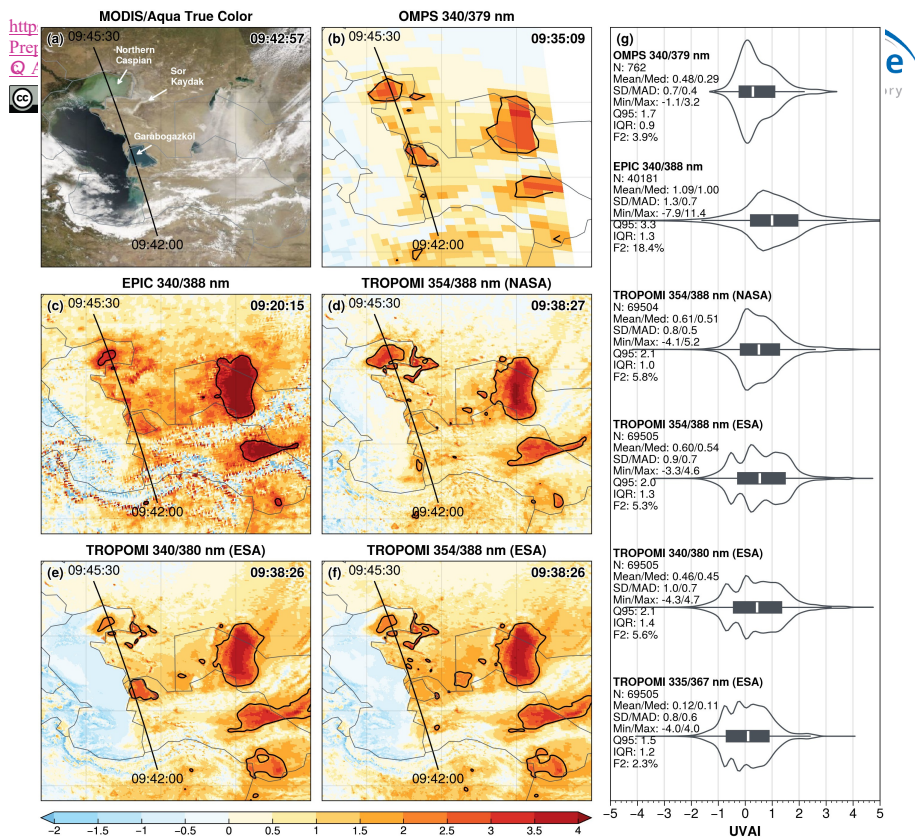 http
Prep
MODIS/Aqua True Color
(a) 09:45:30 09:42:57
Northern
Caspian
Sor
Kaydak
Garabogazköl
09:42:00
OMPS 340/379 nm
(b) 09:45:30 09:35:09
<
09:42:00
EPIC 340/388 nm
(c) 09:45:30 09:20:15
09:42:00
TROPOMI 354/388 nm (NASA)
(d) 09:45:30 09:38:27
09:42:00
TROPOMI 340/380 nm (ESA)
(e) 09:45:30 09:38:26
09:42:00
TROPOMI 354/388 nm (ESA)
(f) 09:45:30 09:38:26
09:42:00
−2 −1.5 −1 −0.5 0 0.5 1 1.5 2 2.5 3 3.5 4
(g)
OMPS 340/379 nm
N: 762
Mean/Med: 0.48/0.29
SD/MAD: 0.7/0.4
Min/Max: -1.1/3.2
Q95: 1.7
IQR: 0.9
F2: 3.9%
EPIC 340/388 nm
N: 40181
Mean/Med: 1.09/1.00
SD/MAD: 1.3/0.7
Min/Max: -7.9/11.4
Q95: 3.3
IQR: 1.3
F2: 18.4%
TROPOMI 354/388 nm (NASA)
N: 69504
Mean/Med: 0.61/0.51
SD/MAD: 0.8/0.5
Min/Max: -4.1/5.2
Q95: 2.1
IQR: 1.0
F2: 5.8%
TROPOMI 354/388 nm (ESA)
N: 69505
Mean/Med: 0.60/0.54
SD/MAD: 0.9/0.7
Min/Max: -3.3/4.6
Q95: 2.0
IQR: 1.3
F2: 5.3%
TROPOMI 340/380 nm (ESA)
N: 69505
Mean/Med: 0.46/0.45
SD/MAD: 1.0/0.7
Min/Max: -4.3/4.7
Q95: 2.1
IQR: 1.4
F2: 5.6%
TROPOMI 335/367 nm (ESA)
N: 69505
Mean/Med: 0.12/0.11
SD/MAD: 0.8/0.6
Min/Max: -4.0/4.0
Q95: 1.5
IQR: 1.2
F2: 2.3%
−5 −4 −3 −2 −1 0 1 2 3 4 5
UVAI
e
ory
cc